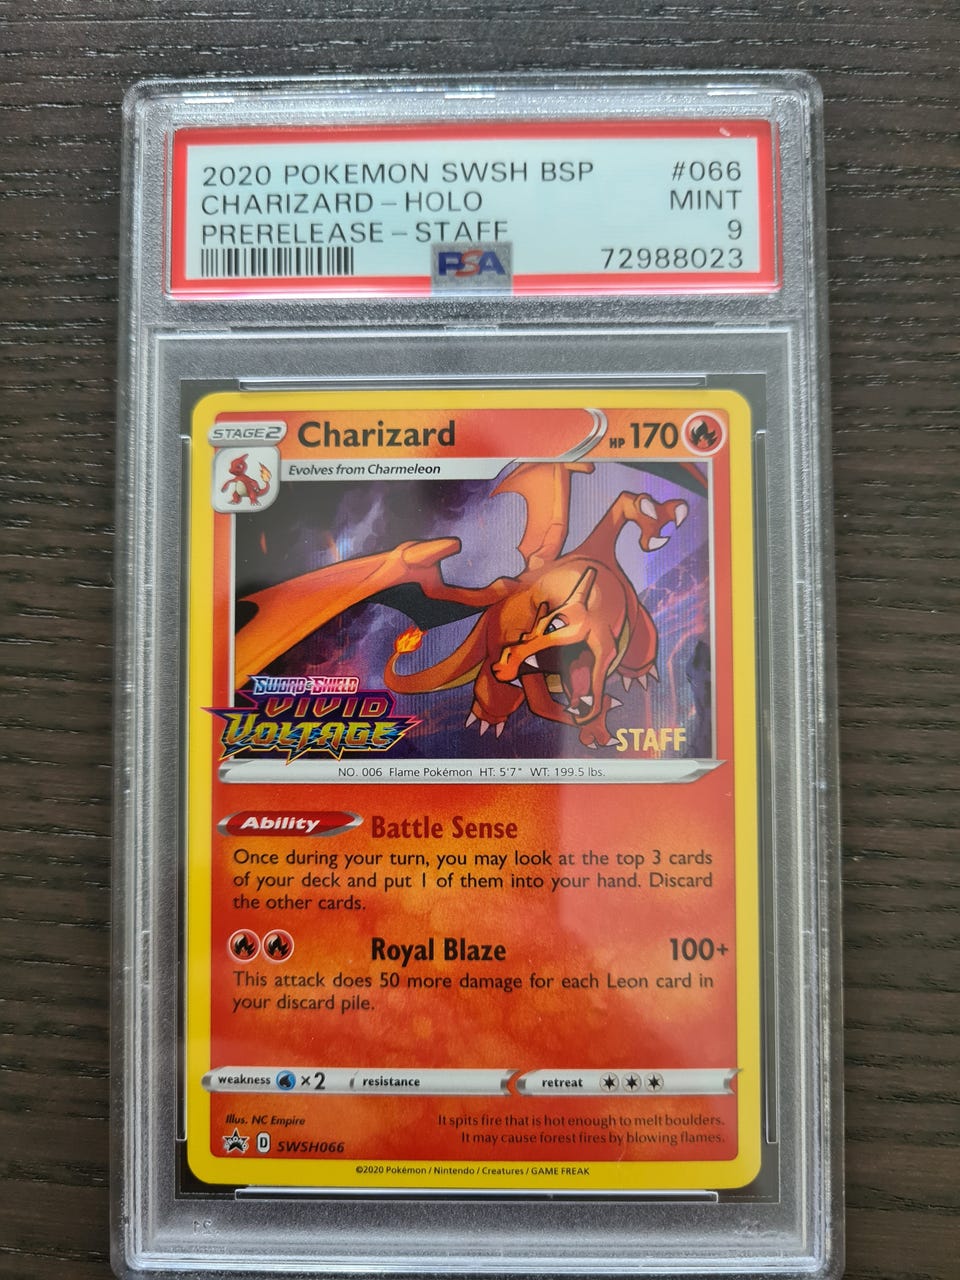 2020 POKEMON SWSH BSP #066
CHARIZARD - HOLO MINT
PRERELEASE - STAFF 9
PSA 72988023
STAGE 2 Charizard HP 170
Evolves from Charmeleon
SWORD & SHIELD
VIVID
VOLTAGE
STAFF
NO. 006 Flame Pokémon HT: 5'7" WT: 199.5 lbs.
Ability Battle Sense
Once during your turn, you may look at the top 3 cards
of your deck and put 1 of them into your hand. Discard
the other cards.
Royal Blaze 100+
This attack does 50 more damage for each Leon card in
your discard pile.
weakness ×2 resistance retreat
Illus. NC Empire
It spits fire that is hot enough to melt boulders.
It may cause forest fires by blowing flames.
D SWSH066
©2020 Pokémon / Nintendo / Creatures / GAME FREAK